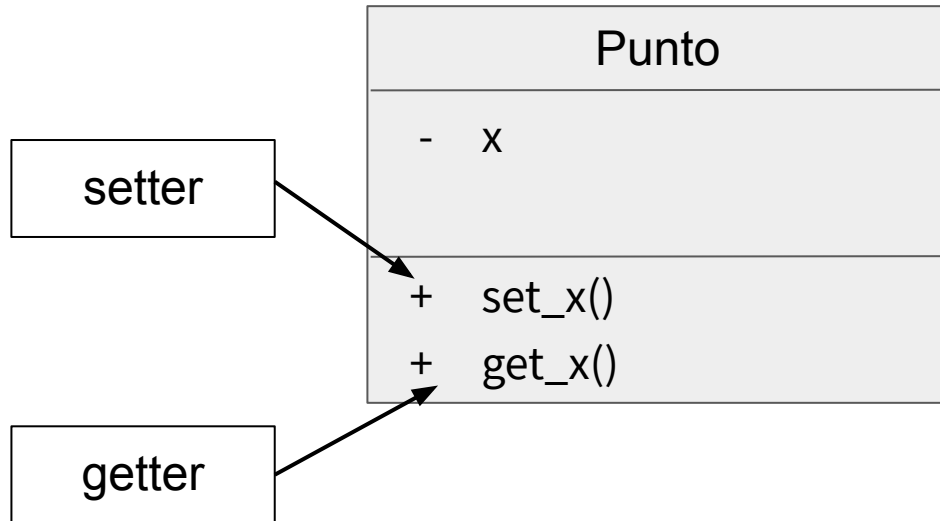 Punto
- x
setter
+ set_x()
+ get_x()
getter